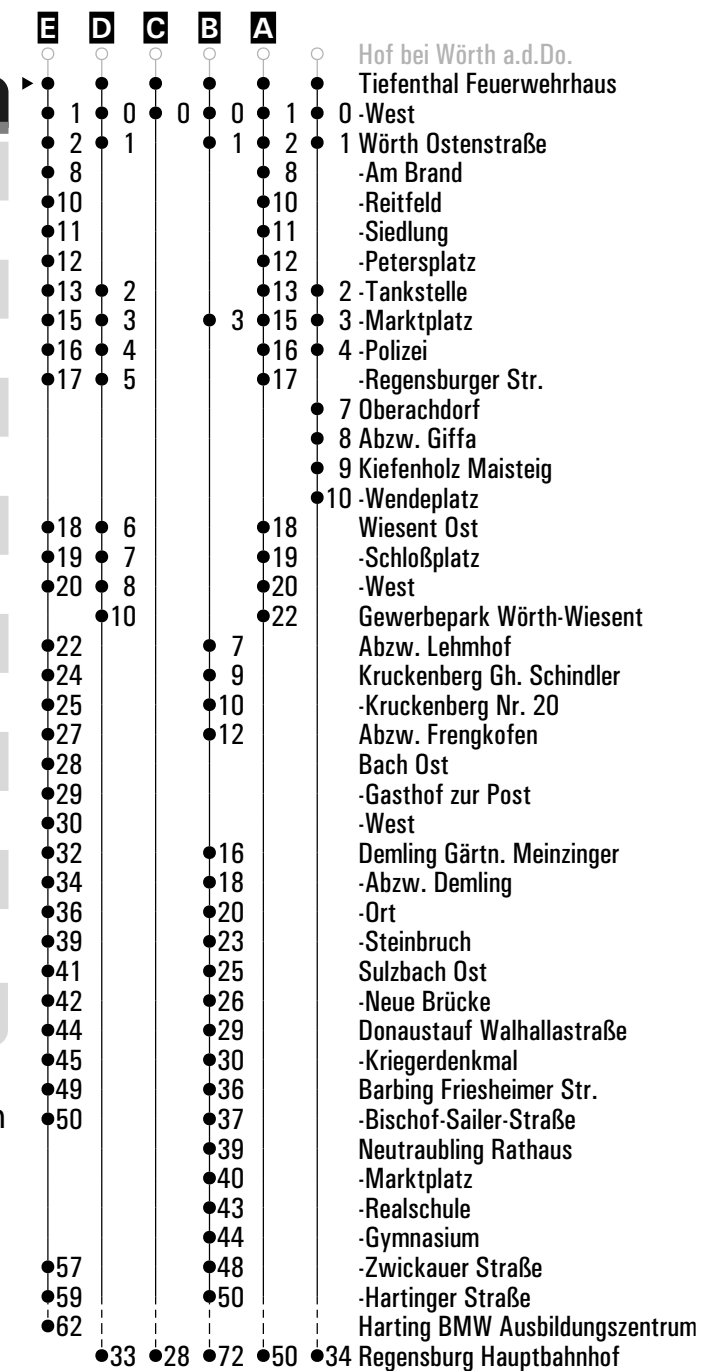 E D C B A
Hof bei Wörth a.d.Do.
Tiefenthal Feuerwehrhaus
1 0 0 0 1 0 -West
2 1 1 2 1 Wörth Ostenstraße
8 8 -Am Brand
10 10 -Reitfeld
11 11 -Siedlung
12 12 -Petersplatz
13 2 13 2 -Tankstelle
15 3 3 15 3 -Marktplatz
16 4 16 4 -Polizei
17 5 17 -Regensburger Str.
7 Oberachdorf
8 Abzw. Giffa
9 Kiefenholz Maisteig
10 -Wendeplatz
18 6 18 Wiesent Ost
19 7 19 -Schloßplatz
20 8 20 -West
10 22 Gewerbepark Wörth-Wiesent
22 7 Abzw. Lehmhof
24 9 Kruckenberg Gh. Schindler
25 10 -Kruckenberg Nr. 20
27 12 Abzw. Frengkofen
28 Bach Ost
29 -Gasthof zur Post
30 -West
32 16 Demling Gärtn. Meinzinger
34 18 -Abzw. Demling
36 20 -Ort
39 23 -Steinbruch
41 25 Sulzbach Ost
42 26 -Neue Brücke
44 29 Donaustauf Walhallastraße
45 30 -Kriegerdenkmal
49 36 Barbing Friesheimer Str.
50 37 -Bischof-Sailer-Straße
39 Neutraubling Rathaus
40 -Marktplatz
43 -Realschule
44 -Gymnasium
57 48 -Zwickauer Straße
59 50 -Hartinger Straße
62 Harting BMW Ausbildungszentrum
33 28 72 50 34 Regensburg Hauptbahnhof